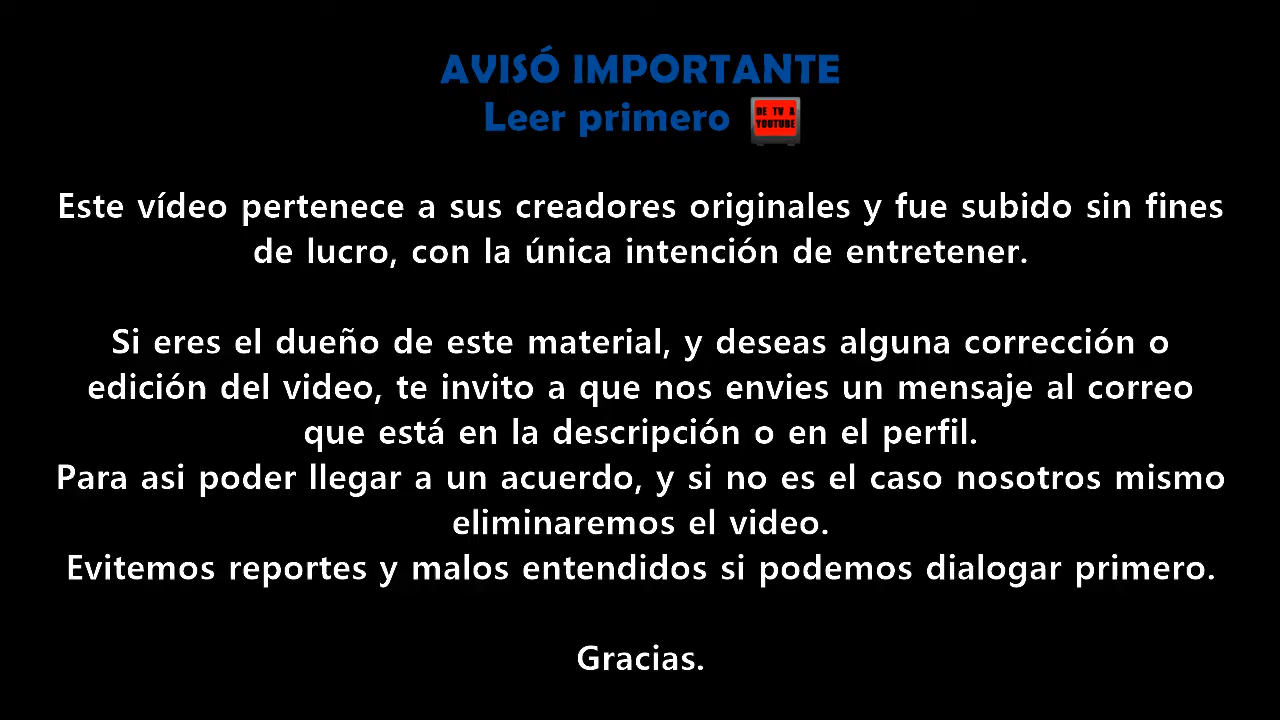 AVISÓ IMPORTANTE
Leer primero
DE TV A
YOUTUBE
Este vídeo pertenece a sus creadores originales y fue subido sin fines
de lucro, con la única intención de entretener.
Si eres el dueño de este material, y deseas alguna corrección o
edición del video, te invito a que nos envies un mensaje al correo
que está en la descripción o en el perfil.
Para asi poder llegar a un acuerdo, y si no es el caso nosotros mismo
eliminaremos el video.
Evitemos reportes y malos entendidos si podemos dialogar primero.
Gracias.